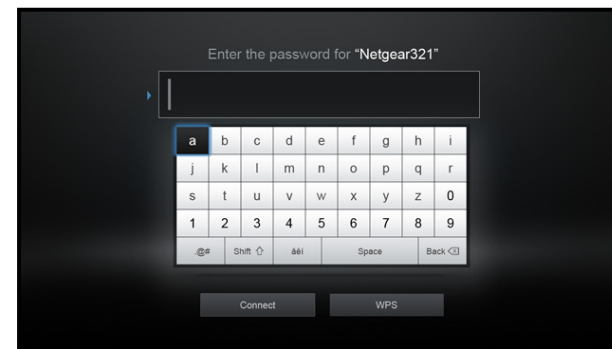 Enter the password for “Netgear321”
a b c d e f g h i
j k l m n o p q r
s t u v w x y z 0
1 2 3 4 5 6 7 8 9
.@# Shift âêí Space Back
Connect WPS